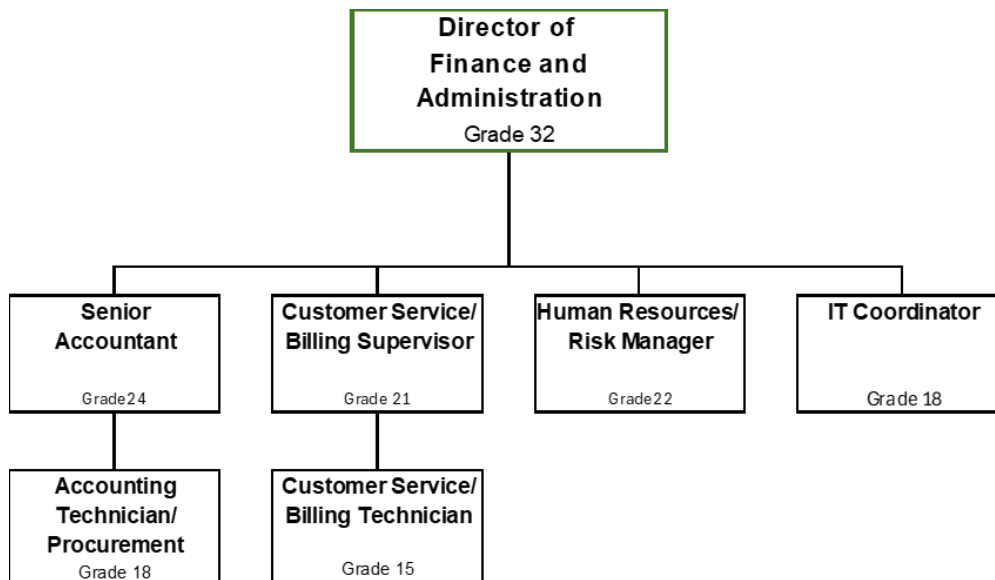 Director of
Finance and
Administration
Grade 32
Senior
Accountant
Grade24
Customer Service/
Billing Supervisor
Grade 21
Human Resources/
Risk Manager
Grade22
IT Coordinator
Grade 18
Accounting
Technician/
Procurement
Grade 18
Customer Service/
Billing Technician
Grade 15